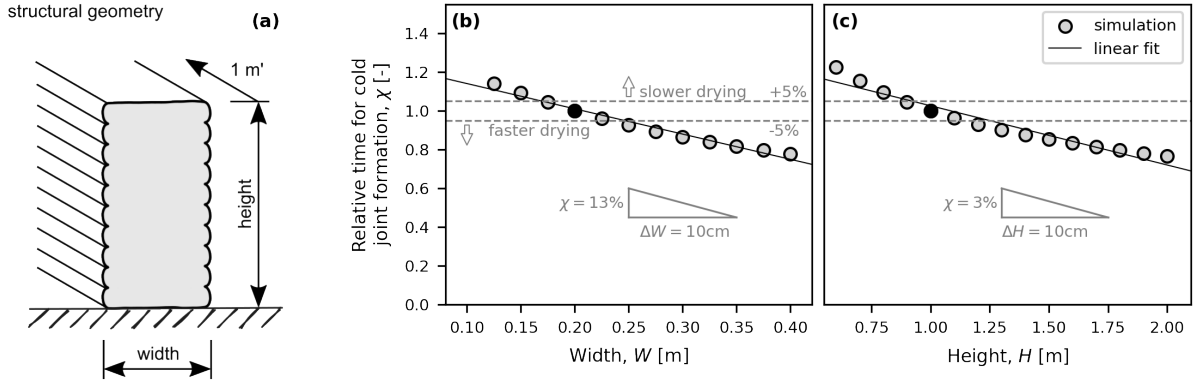 structural geometry
(a)
1 m'
height
width
(b)
Relative time for cold
joint formation, χ [-]
1.4
1.2
1.0
0.8
0.6
0.4
0.2
0.0
slower drying
+5%
faster drying
-5%
χ = 13%
ΔW = 10cm
0.10 0.15 0.20 0.25 0.30 0.35 0.40
Width, W [m]
(c)
simulation
linear fit
χ = 3%
ΔH = 10cm
0.75 1.00 1.25 1.50 1.75 2.00
Height, H [m]